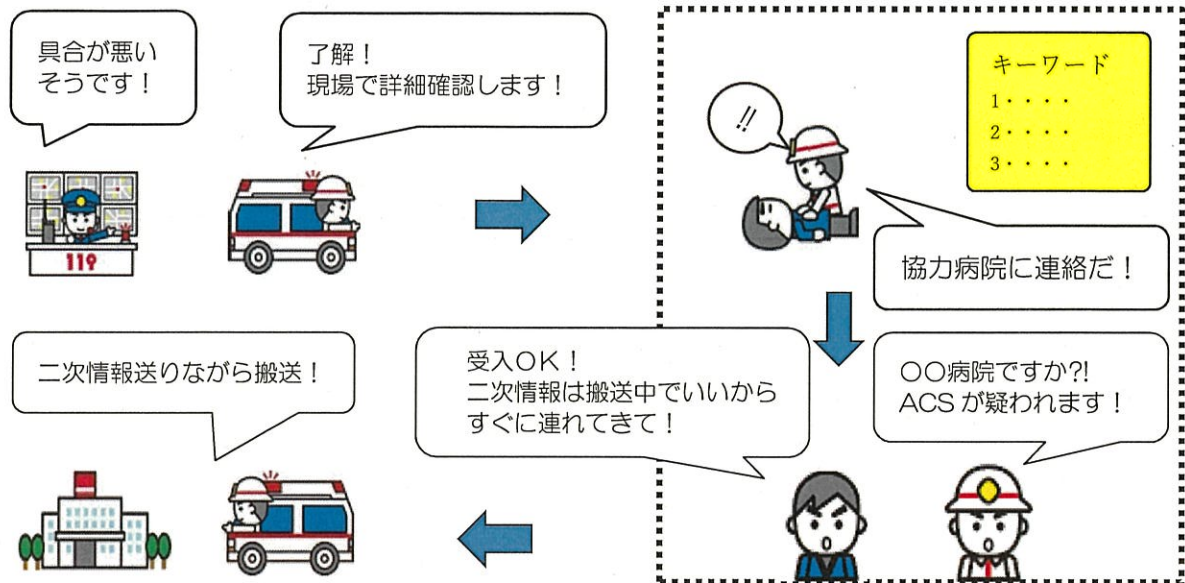 具合が悪い
そうです！
119
了解！
現場で詳細確認します！
!!
キーワード
1・・・・
2・・・・
3・・・・
協力病院に連絡だ！
〇〇病院ですか?!
ACSが疑われます！
受入OK！
二次情報は搬送中でいいから
すぐに連れてきて！
二次情報送りながら搬送！